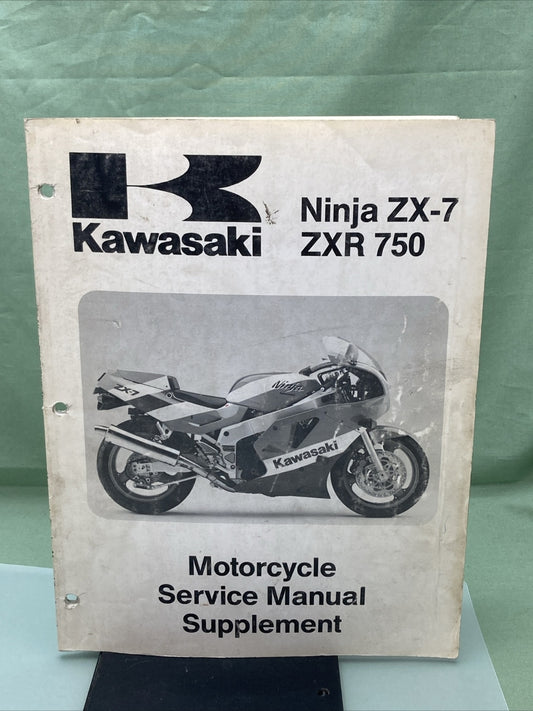 Kawasaki
Ninja ZX-7
ZXR 750
Ninja
ZX7
Kawasaki
Motorcycle
Service Manual
Supplement